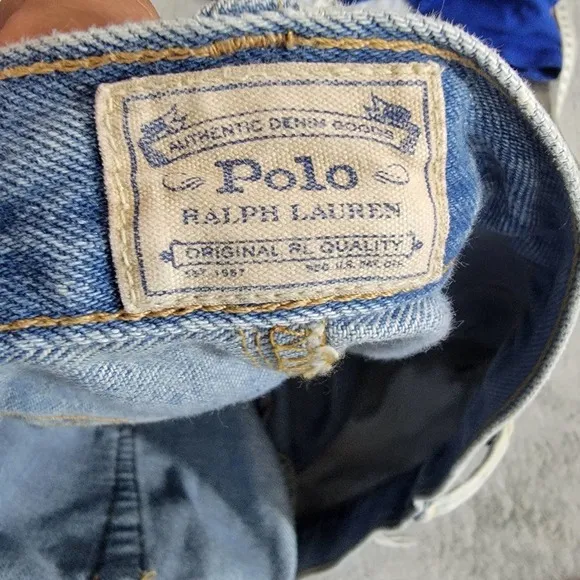 AUTHENTIC DENIM GOODS
Polo
RALPH LAUREN
ORIGINAL RL QUALITY
EST. 1967 REG. U.S. PAT. OFF.